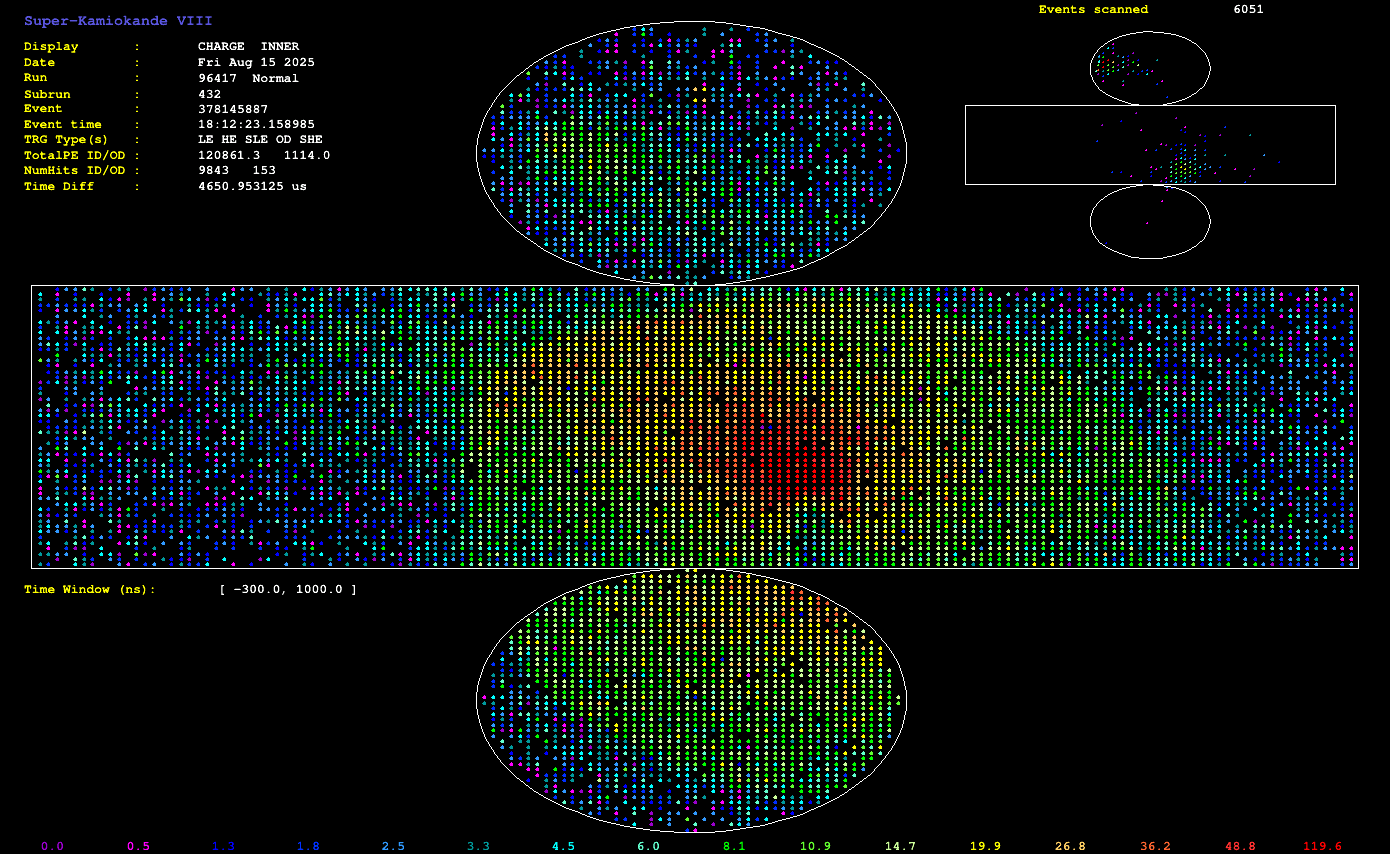 Super-Kamiokande VIII
Events scanned 6051
Display : CHARGE INNER
Date : Fri Aug 15 2025
Run : 96417 Normal
Subrun : 432
Event : 378145887
Event time : 18:12:23.158985
TRG Type(s) : LE HE SLE OD SHE
TotalPE ID/OD : 120861.3 1114.0
NumHits ID/OD : 9843 153
Time Diff : 4650.953125 us
Time Window (ns): [ -300.0, 1000.0 ]
0.0 0.5 1.3 1.8 2.5 3.3 4.5 6.0 8.1 10.9 14.7 19.9 26.8 36.2 48.8 119.6